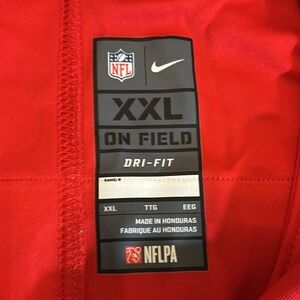 NFL
XXL
ON FIELD
DRI-FIT
NAME/#
XXL TTG EEG
MADE IN HONDURAS
FABRIQUE AU HONDURAS
NFLPA